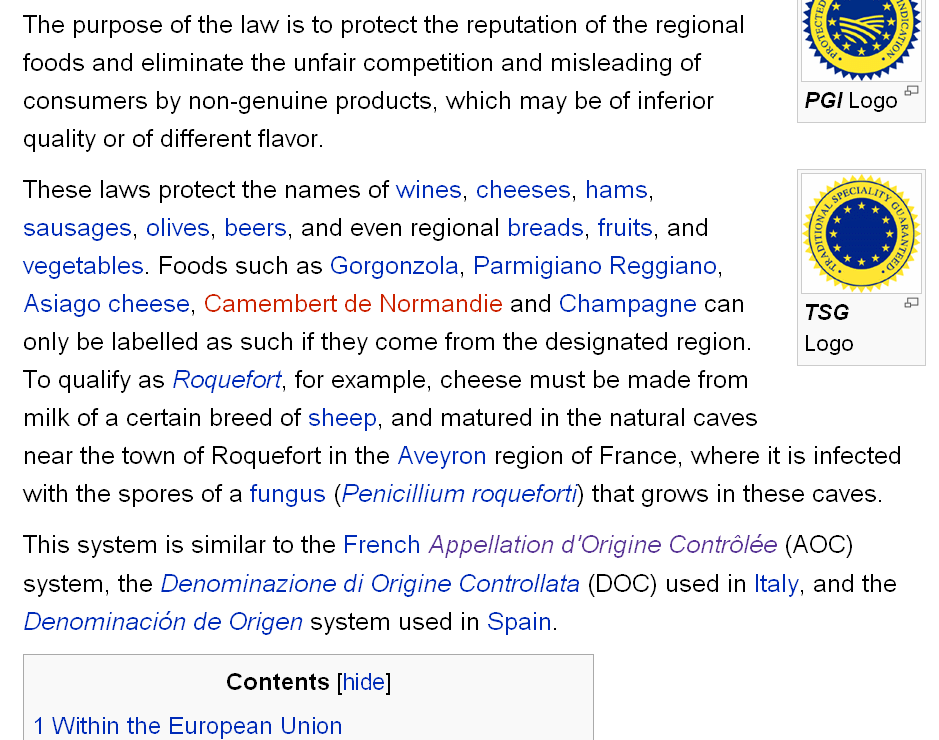 The purpose of the law is to protect the reputation of the regional
foods and eliminate the unfair competition and misleading of
consumers by non-genuine products, which may be of inferior
quality or of different flavor.
PROTECTED
INDICATION
PGI Logo
These laws protect the names of wines, cheeses, hams,
sausages, olives, beers, and even regional breads, fruits, and
vegetables. Foods such as Gorgonzola, Parmigiano Reggiano,
Asiago cheese, Camembert de Normandie and Champagne can
only be labelled as such if they come from the designated region.
To qualify as Roquefort, for example, cheese must be made from
milk of a certain breed of sheep, and matured in the natural caves
near the town of Roquefort in the Aveyron region of France, where it is infected
with the spores of a fungus (Penicillium roqueforti) that grows in these caves.
TRADITIONAL SPECIALITY GUARANTEED
TSG
Logo
This system is similar to the French Appellation d'Origine Contrôlée (AOC)
system, the Denominazione di Origine Controllata (DOC) used in Italy, and the
Denominación de Origen system used in Spain.
Contents [hide]
1 Within the European Union